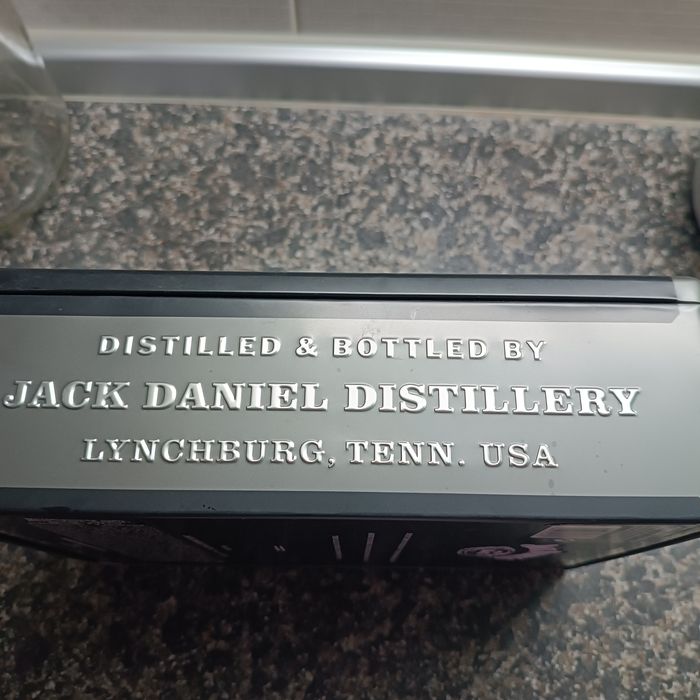 DISTILLED & BOTTLED BY
JACK DANIEL DISTILLERY
LYNCHBURG, TENN. USA